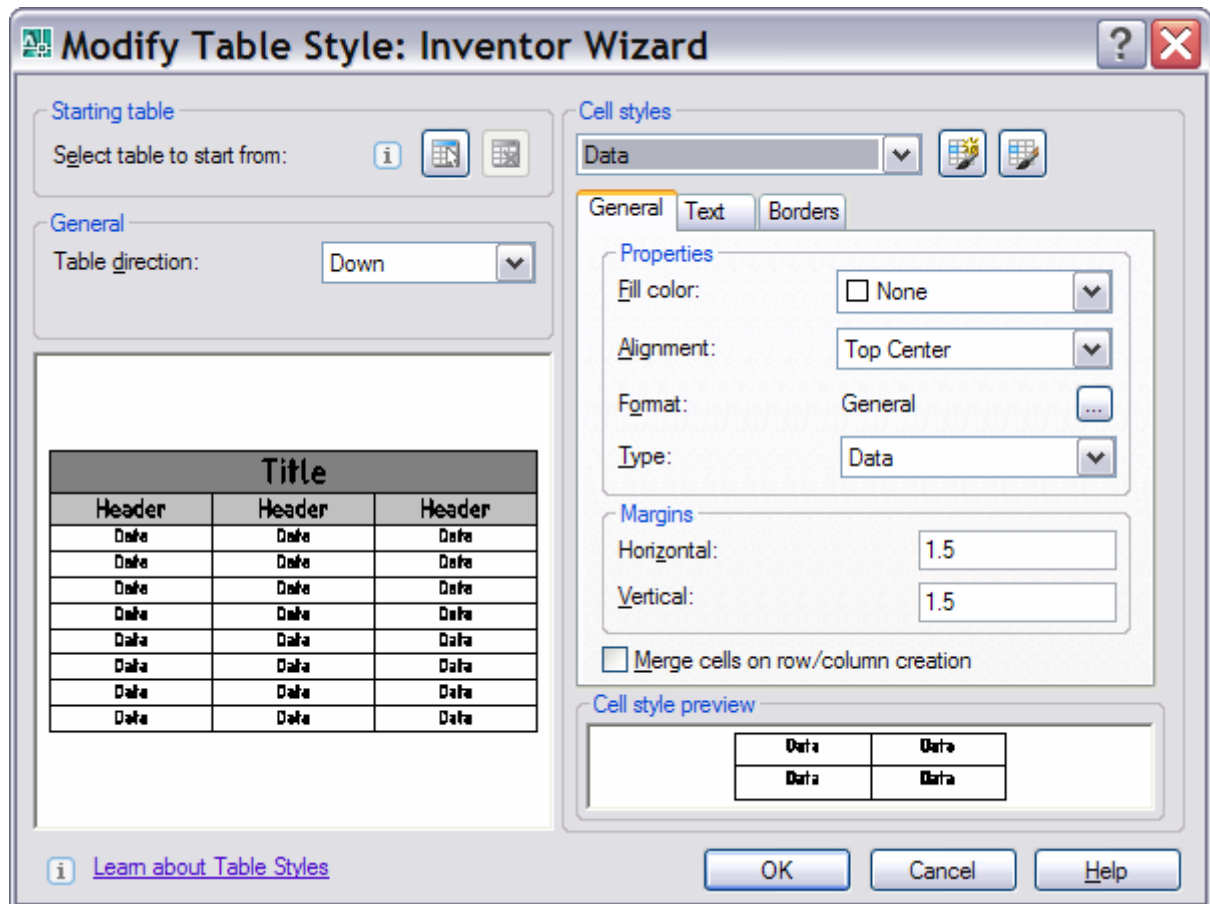 Modify Table Style: Inventor Wizard
Starting table
Select table to start from:
General
Table direction: Down
Title
Header Header Header
Data Data Data
Data Data Data
Data Data Data
Data Data Data
Data Data Data
Data Data Data
Data Data Data
Data Data Data
Learn about Table Styles
Cell styles
Data
General Text Borders
Properties
Fill color: None
Alignment: Top Center
Format: General ...
Type: Data
Margins
Horizontal: 1.5
Vertical: 1.5
Merge cells on row/column creation
Cell style preview
Data Data
Data Data
OK Cancel Help